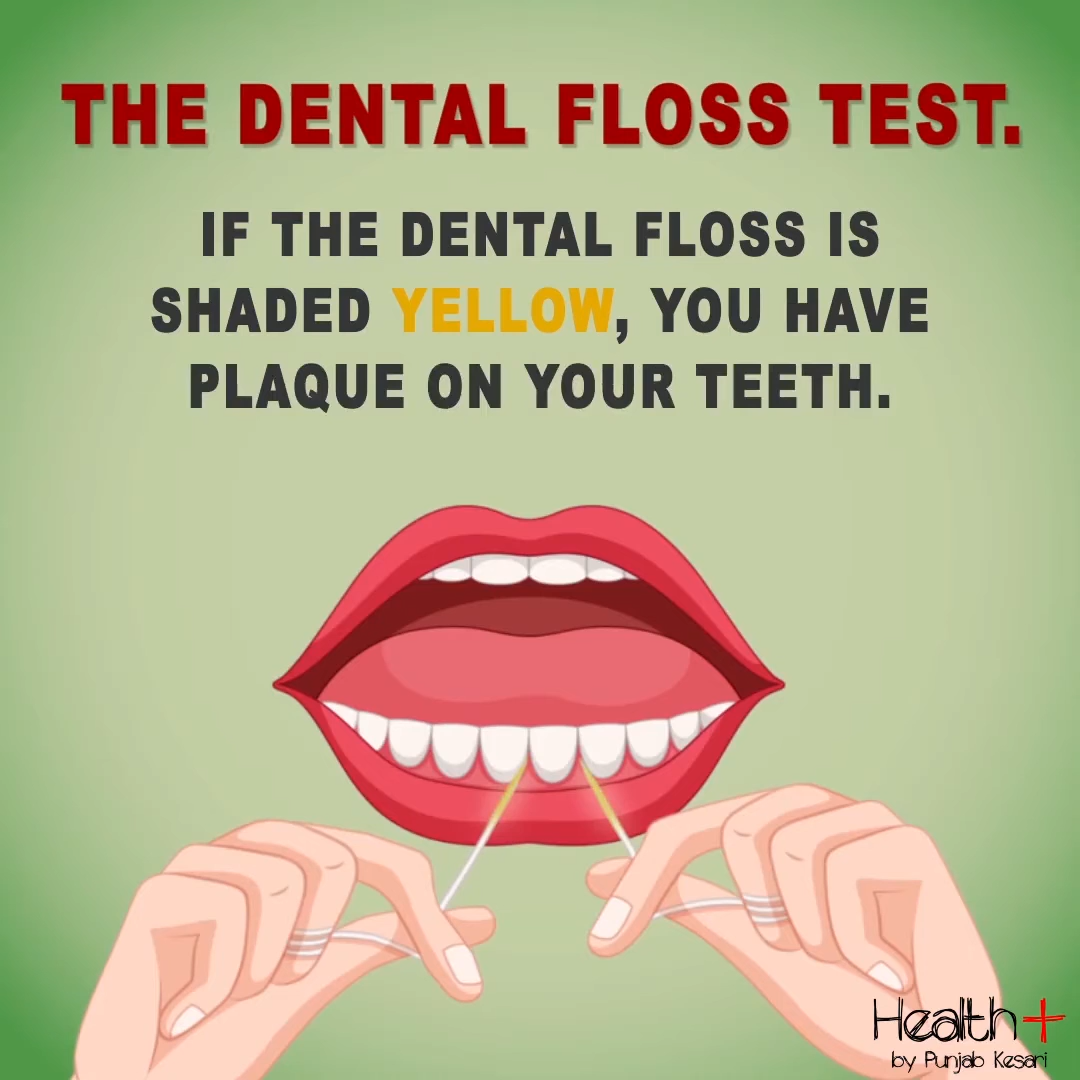 THE DENTAL FLOSS TEST.
IF THE DENTAL FLOSS IS
SHADED YELLOW, YOU HAVE
PLAQUE ON YOUR TEETH.
Health+
by Punjab Kesari